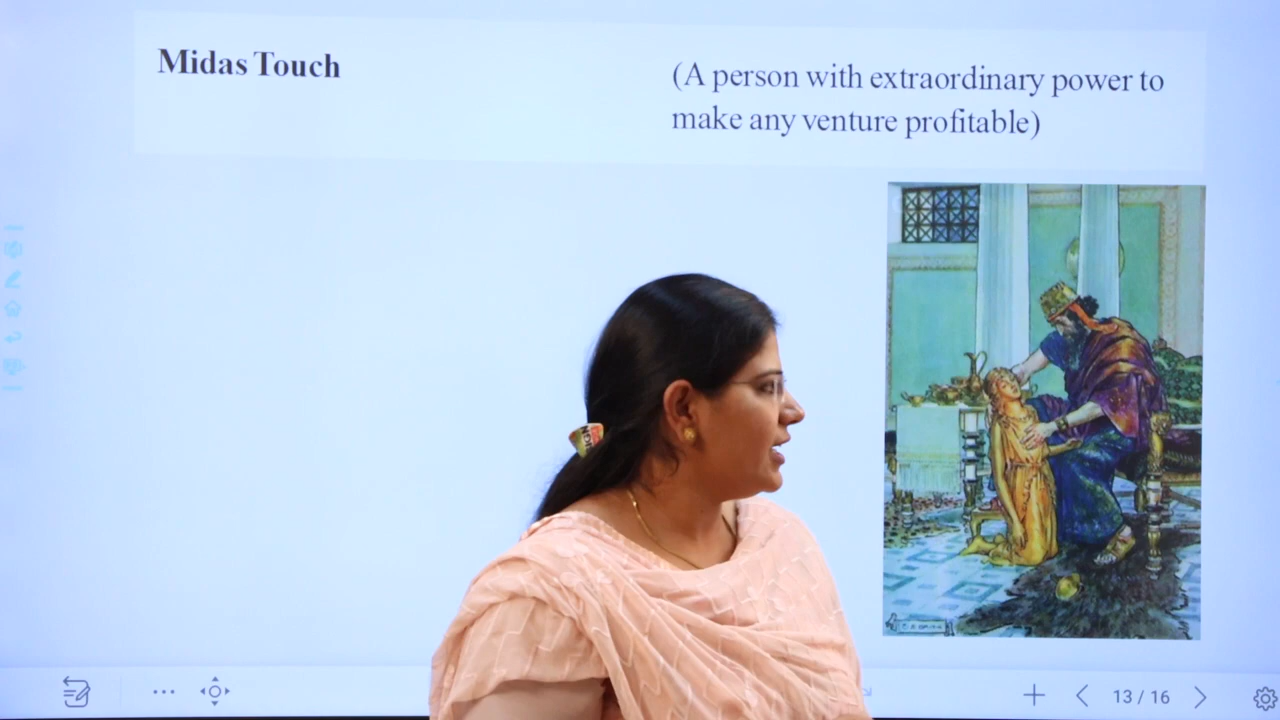 Midas Touch
(A person with extraordinary power to
make any venture profitable)
13 / 16